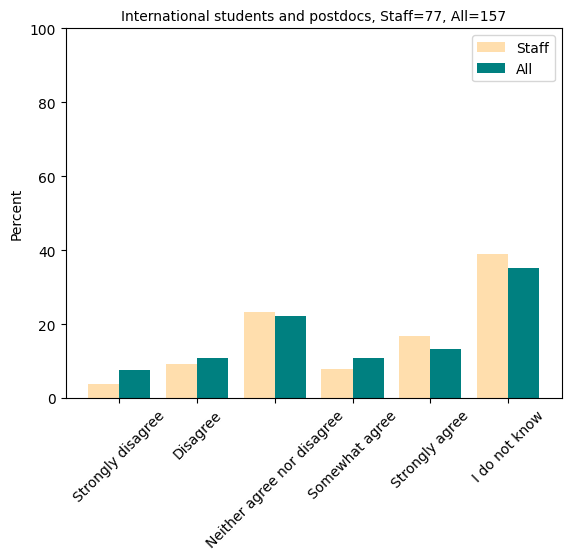 International students and postdocs, Staff=77, All=157
100
80
60
40
20
0
Percent
Staff
All
Strongly disagree
Disagree
Neither agree nor disagree
Somewhat agree
Strongly agree
I do not know